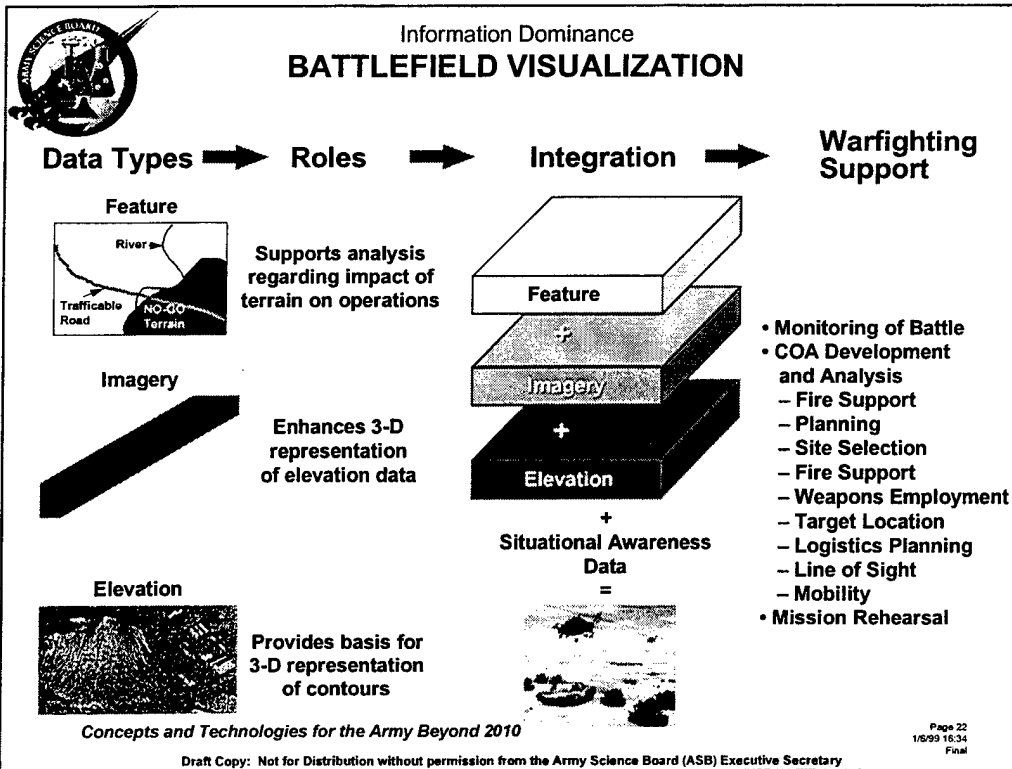 ARMY SCIENCE BOARD
Information Dominance
BATTLEFIELD VISUALIZATION
Data Types
Roles
Integration
Warfighting
Support
Feature
River
Trafficable
Road
NO-GO
Terrain
Supports analysis
regarding impact of
terrain on operations
Imagery
Enhances 3-D
representation
of elevation data
Elevation
Provides basis for
3-D representation
of contours
Feature
+
Imagery
+
Elevation
+
Situational Awareness
Data
=
• Monitoring of Battle
• COA Development
and Analysis
– Fire Support
– Planning
– Site Selection
– Fire Support
– Weapons Employment
– Target Location
– Logistics Planning
– Line of Sight
– Mobility
• Mission Rehearsal
Concepts and Technologies for the Army Beyond 2010
Page 22
1/6/99 16:34
Final
Draft Copy: Not for Distribution without permission from the Army Science Board (ASB) Executive Secretary